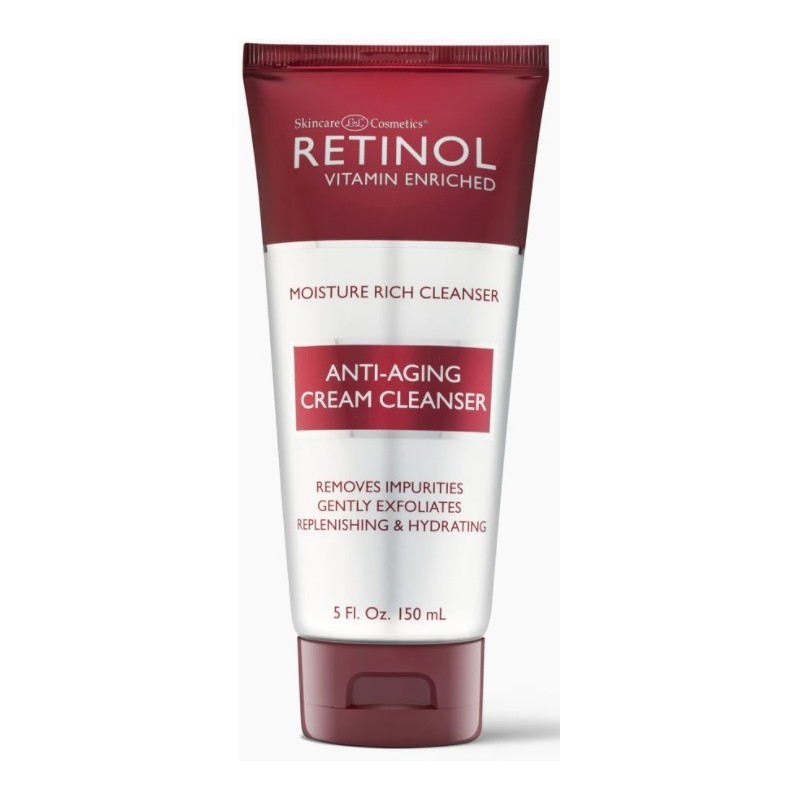 Skincare LdL Cosmetics®
RETINOL
VITAMIN ENRICHED
MOISTURE RICH CLEANSER
ANTI-AGING
CREAM CLEANSER
REMOVES IMPURITIES
GENTLY EXFOLIATES
REPLENISHING & HYDRATING
5 Fl. Oz. 150 mL